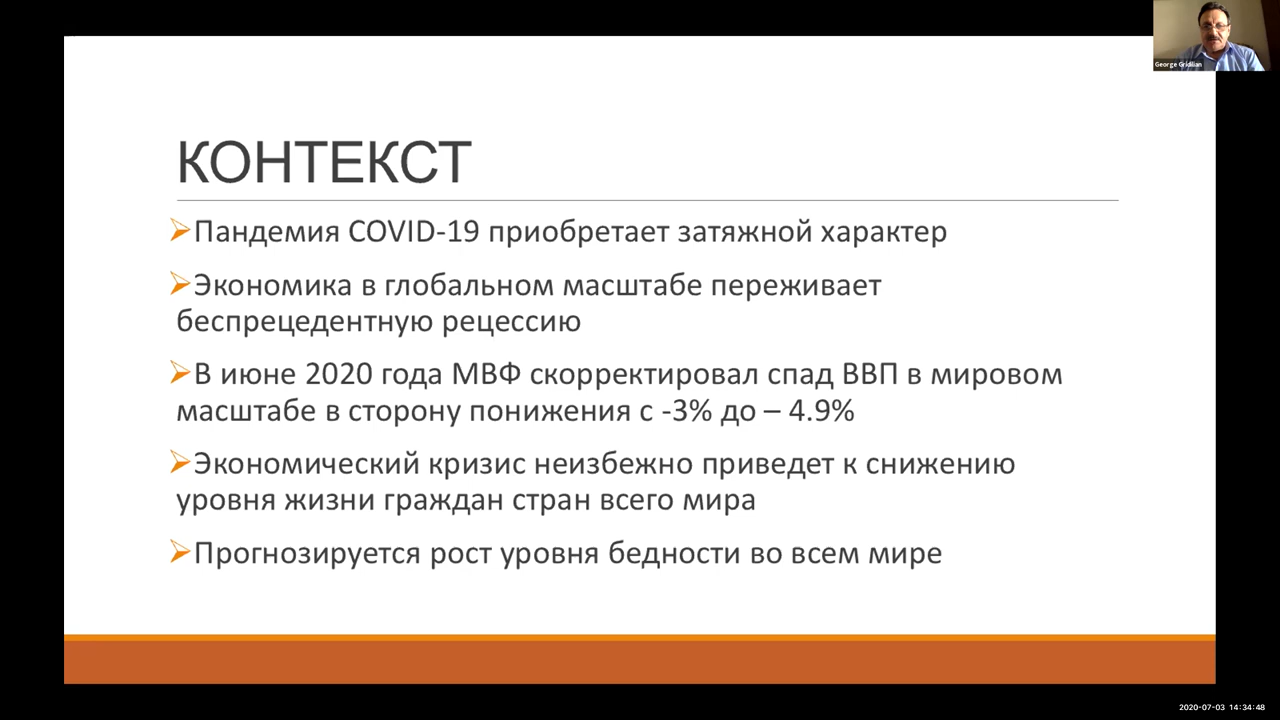 George Gridilian
КОНТЕКСТ
Пандемия COVID-19 приобретает затяжной характер
Экономика в глобальном масштабе переживает
беспрецедентную рецессию
В июне 2020 года МВФ скорректировал спад ВВП в мировом
масштабе в сторону понижения с -3% до – 4.9%
Экономический кризис неизбежно приведет к снижению
уровня жизни граждан стран всего мира
Прогнозируется рост уровня бедности во всем мире
2020-07-03 14:34:48